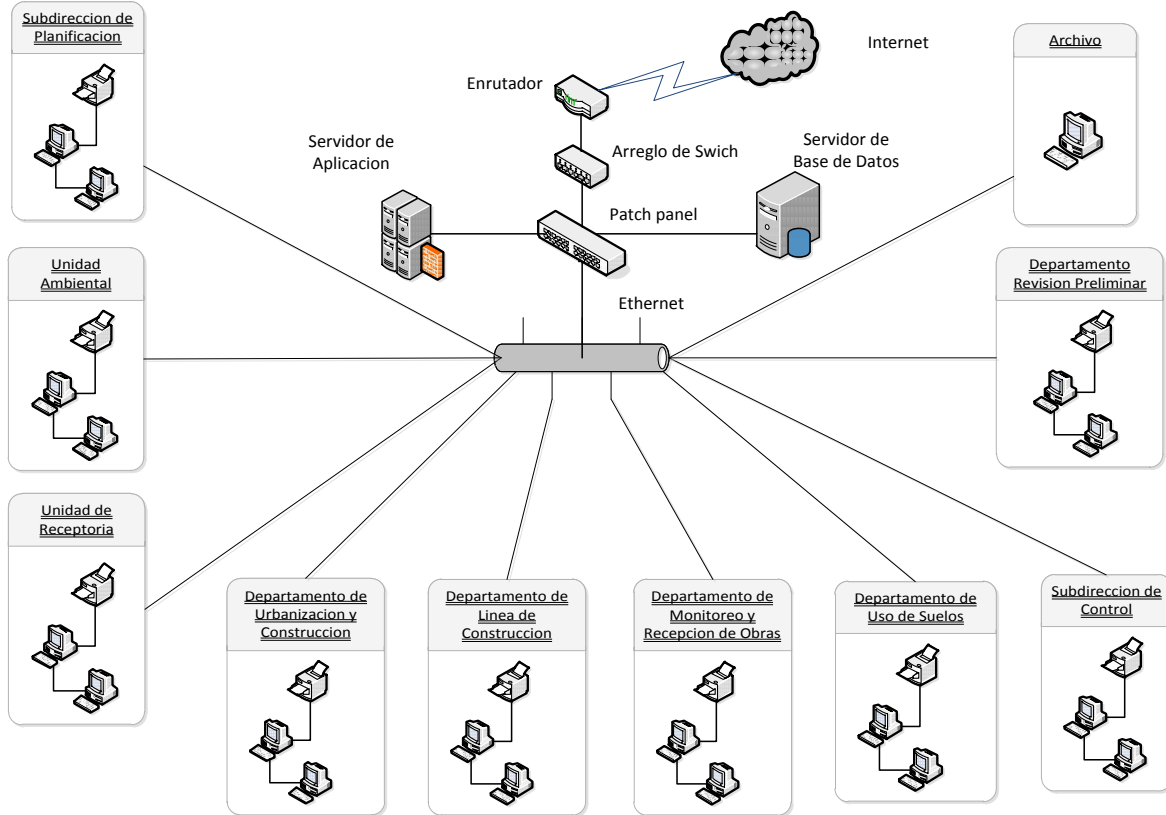 Subdireccion de
Planificacion
Internet
Archivo
Enrutador
Servidor de
Aplicacion
Arreglo de Swich
Servidor de
Base de Datos
Patch panel
Unidad
Ambiental
Departamento
Revision Preliminar
Ethernet
Unidad de
Receptoria
Departamento de
Urbanizacion y
Construccion
Departamento de
Linea de
Construccion
Departamento de
Monitoreo y
Recepcion de Obras
Departamento de
Uso de Suelos
Subdireccion de
Control